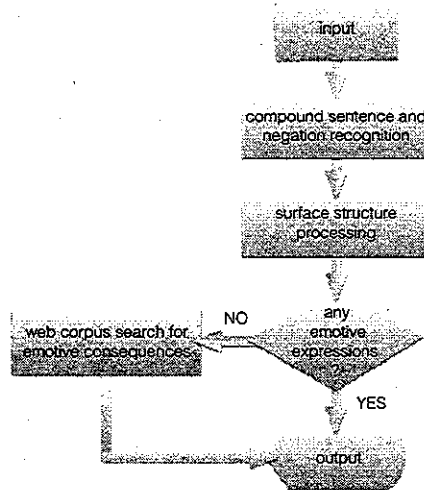 input
compound sentence and
negation recognition
surface structure
processing
any
emotive
expressions
?
NO
web corpus search for
emotive consequences
YES
output